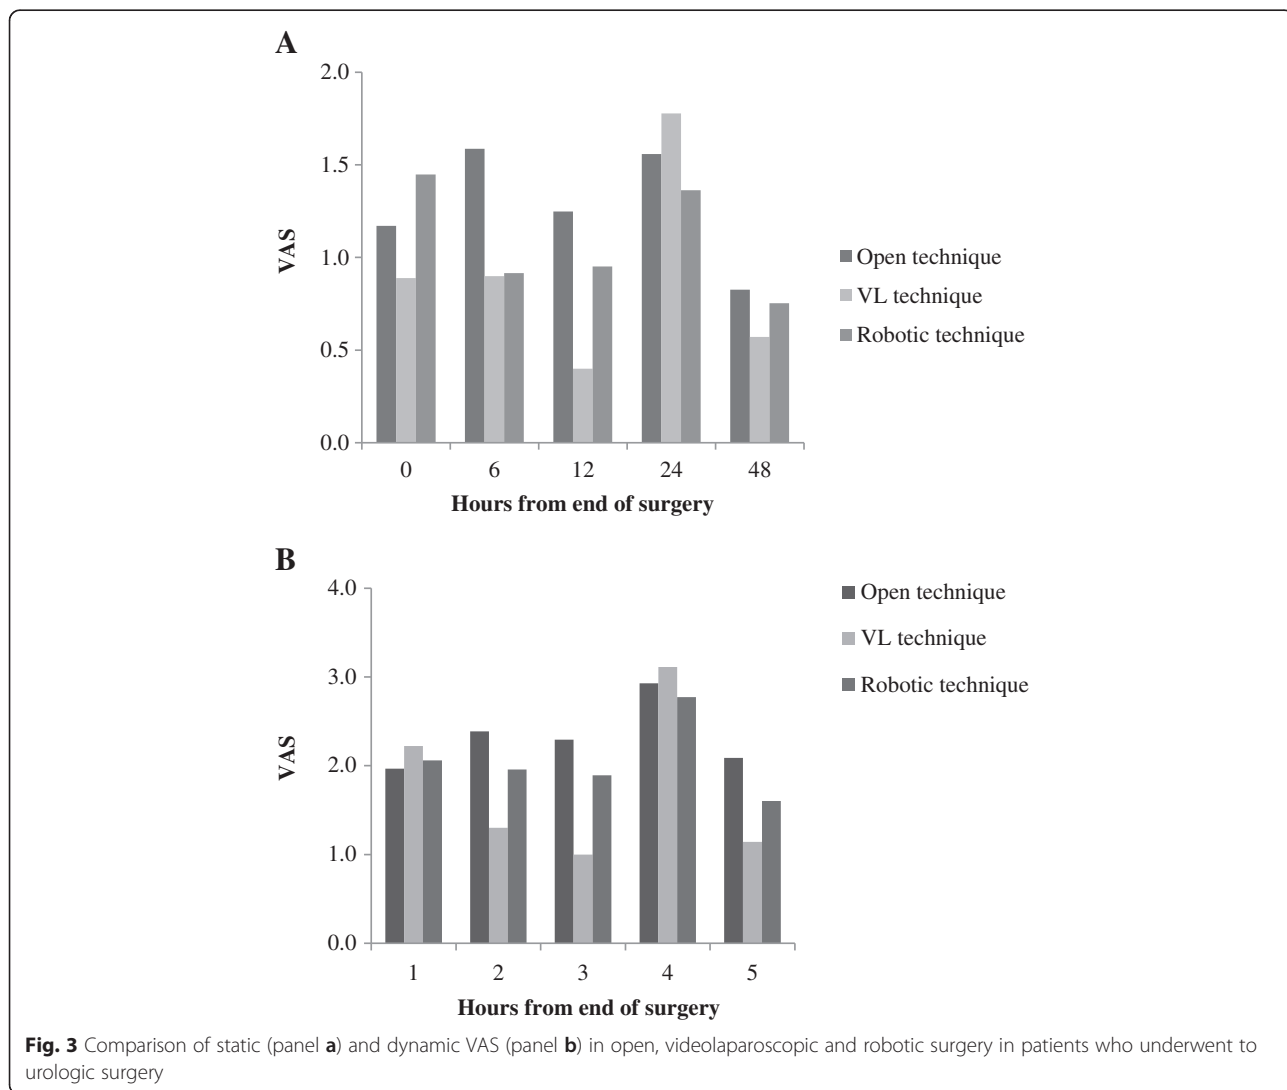 A
2.0
1.5
1.0
0.5
0.0
VAS
0 6 12 24 48
Hours from end of surgery
Open technique
VL technique
Robotic technique
B
4.0
3.0
2.0
1.0
0.0
VAS
1 2 3 4 5
Hours from end of surgery
Open technique
VL technique
Robotic technique
Fig. 3 Comparison of static (panel a) and dynamic VAS (panel b) in open, videolaparoscopic and robotic surgery in patients who underwent to
urologic surgery